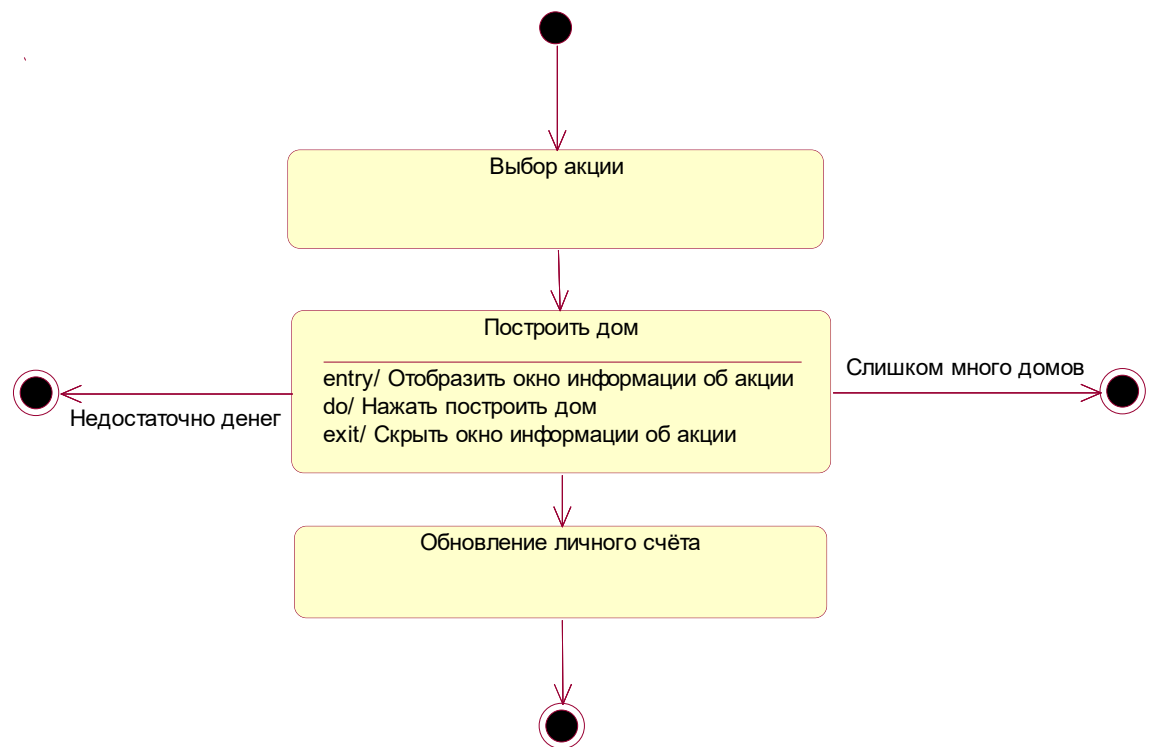 Выбор акции
Построить дом
entry/ Отобразить окно информации об акции
do/ Нажать построить дом
exit/ Скрыть окно информации об акции
Недостаточно денег
Слишком много домов
Обновление личного счёта